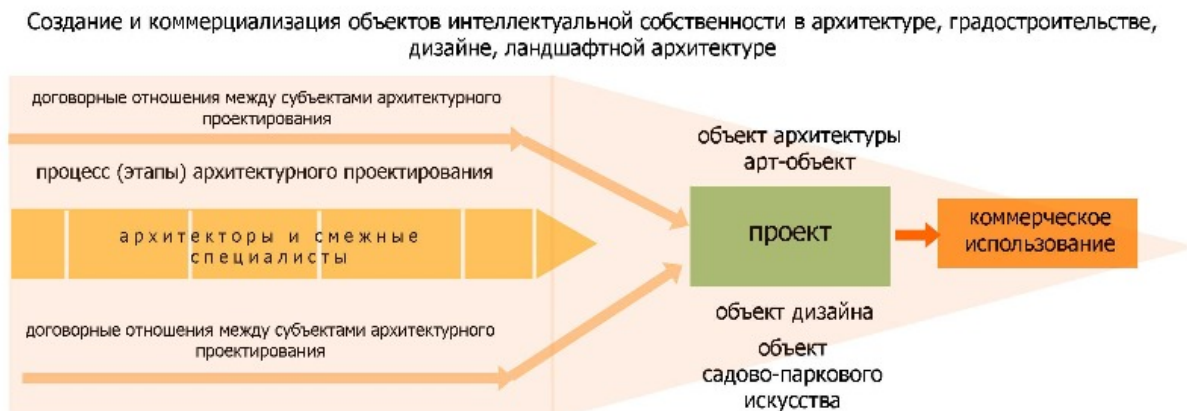 Создание и коммерциализация объектов интеллектуальной собственности в архитектуре, градостроительстве,
дизайне, ландшафтной архитектуре
договорные отношения между субъектами архитектурного
проектирования
процесс (этапы) архитектурного проектирования
архитекторы и смежные
специалисты
договорные отношения между субъектами архитектурного
проектирования
объект архитектуры
арт-объект
проект
объект дизайна
объект
садово-паркового
искусства
коммерческое
использование